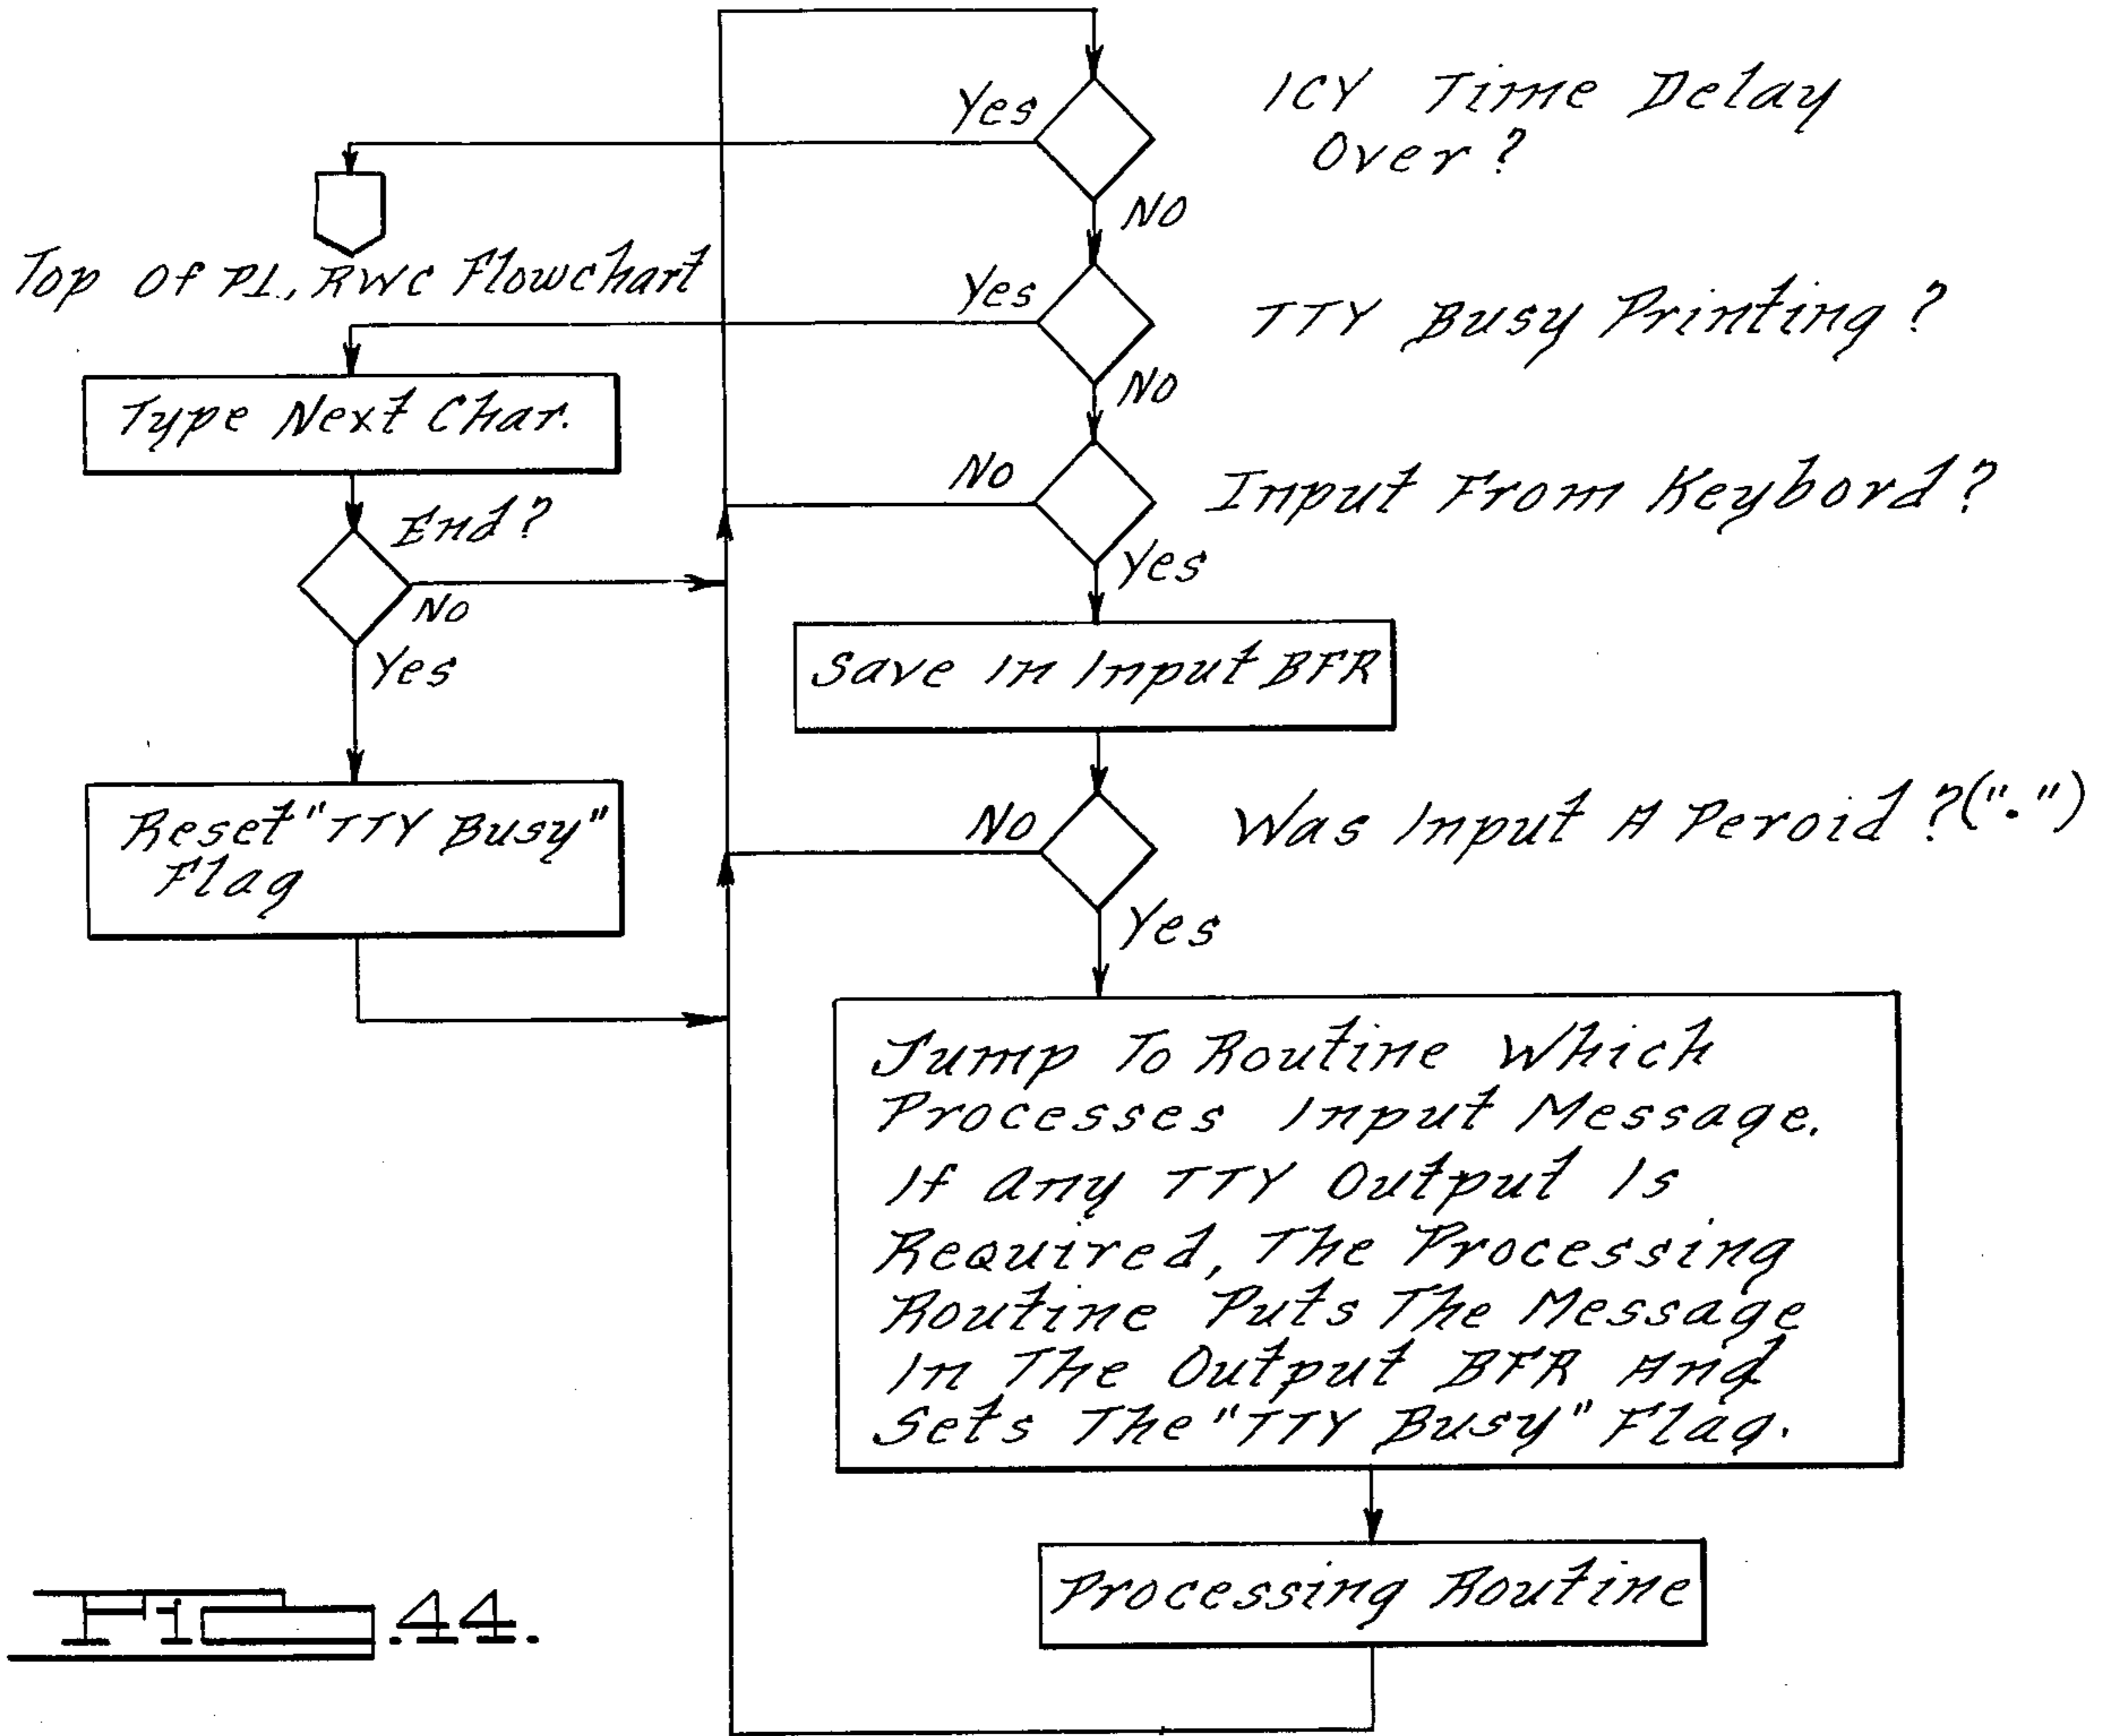 Yes
ICY Time Delay
Over?
No
Top Of P1., RWC Flowchart
Yes
TTY Busy Printing?
No
Type Next Char.
No
Input From Keybord?
End?
No
Yes
Yes
Save In Input BFR
Reset "TTY Busy"
Flag
No
Was Input A Peroid?(".")
Yes
Jump To Routine Which
Processes Input Message.
If Any TTY Output Is
Required, The Processing
Routine Puts The Message
In The Output BFR And
Sets The "TTY Busy" Flag.
Processing Routine
Fig.44.